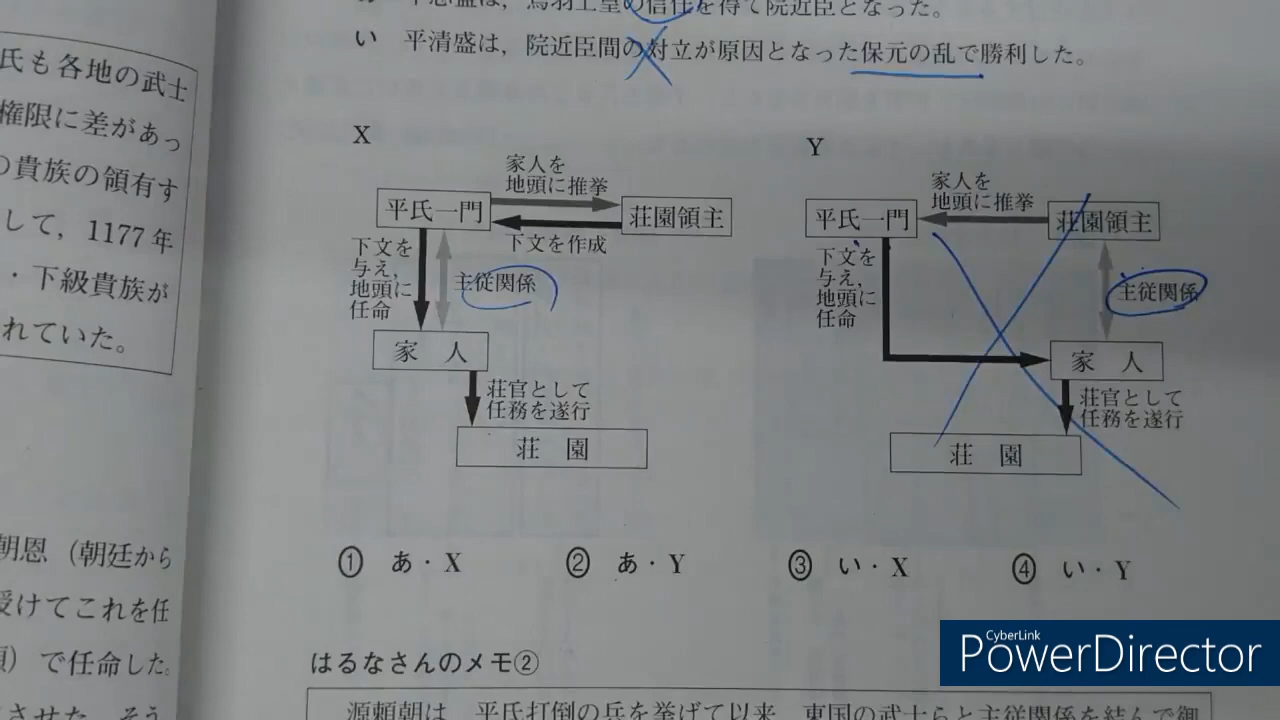 平忠盛は，鳥羽上皇の信任を得て院近臣となった。
い 平清盛は，院近臣間の対立が原因となった保元の乱で勝利した。
氏も各地の武士
権限に差があっ
の貴族の領有す
して，1177年
・下級貴族が
れていた。
X
家人を
地頭に推挙
平氏一門
荘園領主
下文を作成
下文を
与え，
地頭に
任命
主従関係
家 人
荘官として
任務を遂行
荘 園
Y
家人を
地頭に推挙
平氏一門
荘園領主
下文を
与え，
地頭に
任命
主従関係
家 人
荘官として
任務を遂行
荘 園
① あ・X ② あ・Y ③ い・X ④ い・Y
朝恩（朝廷から
受けてこれを任
）で任命した。
はるなさんのメモ②
源頼朝は，平氏打倒の兵を挙げて以来，東国の武士らと主従関係を結んで御
CyberLink
PowerDirector